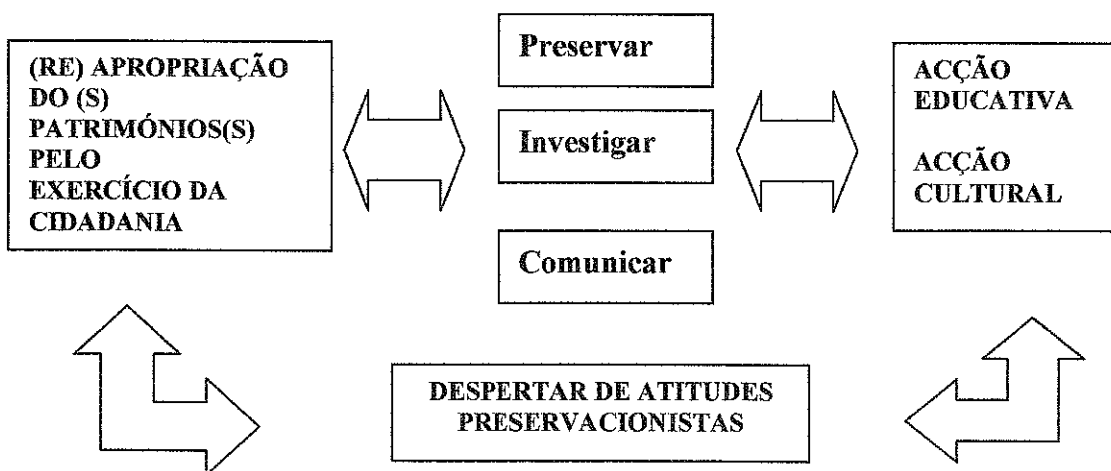 (RE) APROPRIAÇÃO
DO (S)
PATRIMÓNIOS(S)
PELO
EXERCÍCIO DA
CIDADANIA
Preservar
Investigar
Comunicar
ACÇÃO
EDUCATIVA
ACÇÃO
CULTURAL
DESPERTAR DE ATITUDES
PRESERVACIONISTAS